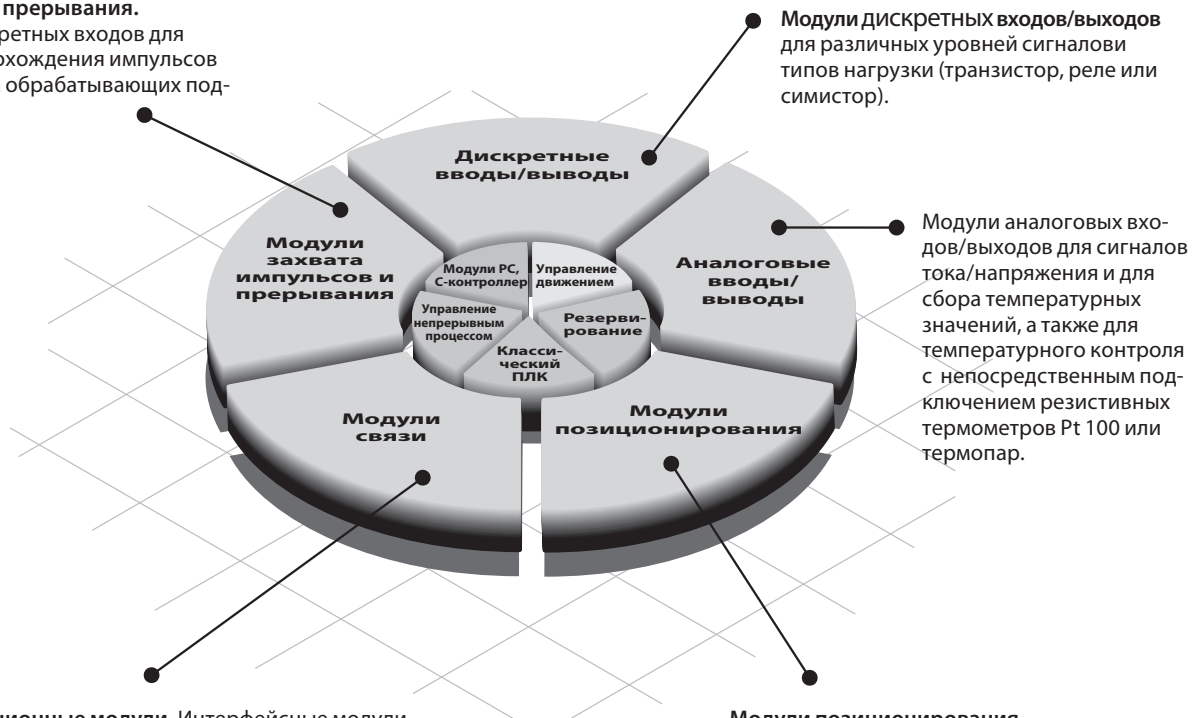 прерывания.
ретных входов для
охождения импульсов
обрабатывающих под-
Модули дискретных входов/выходов
для различных уровней сигналови
типов нагрузки (транзистор, реле или
симистор).
Дискретные
вводы/выводы
Модули
захвата
импульсов и
прерывания
Аналоговые
вводы/
выводы
Модули аналоговых вхо-
дов/выходов для сигналов
тока/напряжения и для
сбора температурных
значений, а также для
температурного контроля
с непосредственным под-
ключением резистивных
термометров Pt 100 или
термопар.
Модули PC,
С-контроллер
Управление
движением
Управление
непрерывным
процессом
Резерви-
рование
Класси-
ческий
ПЛК
Модули
связи
Модули
позиционирования
ционные модули. Интерфейсные модули
Модули позиционирования